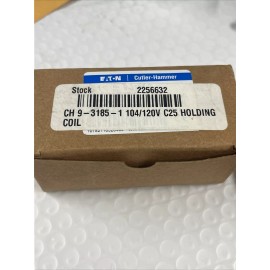 EATON Cutler-Hammer
Stock 2256632
CH 9-3185-1 104/120V C25 HOLDING
COIL